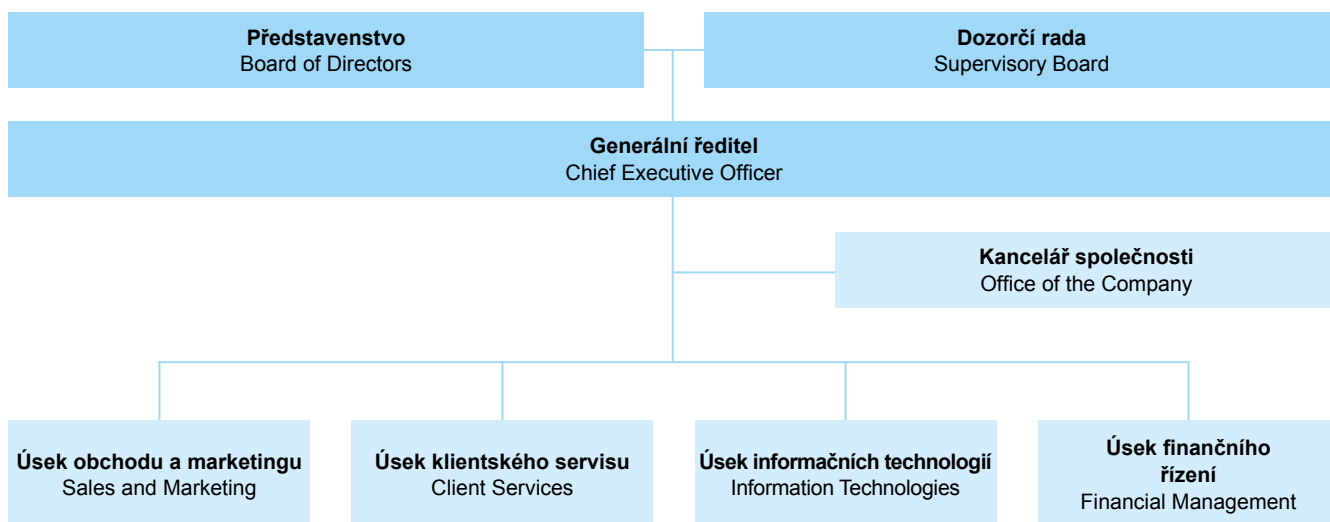 Představenstvo
Board of Directors
Dozorčí rada
Supervisory Board
Generální ředitel
Chief Executive Officer
Kancelář společnosti
Office of the Company
Úsek obchodu a marketingu
Sales and Marketing
Úsek klientského servisu
Client Services
Úsek informačních technologií
Information Technologies
Úsek finančního
řízení
Financial Management